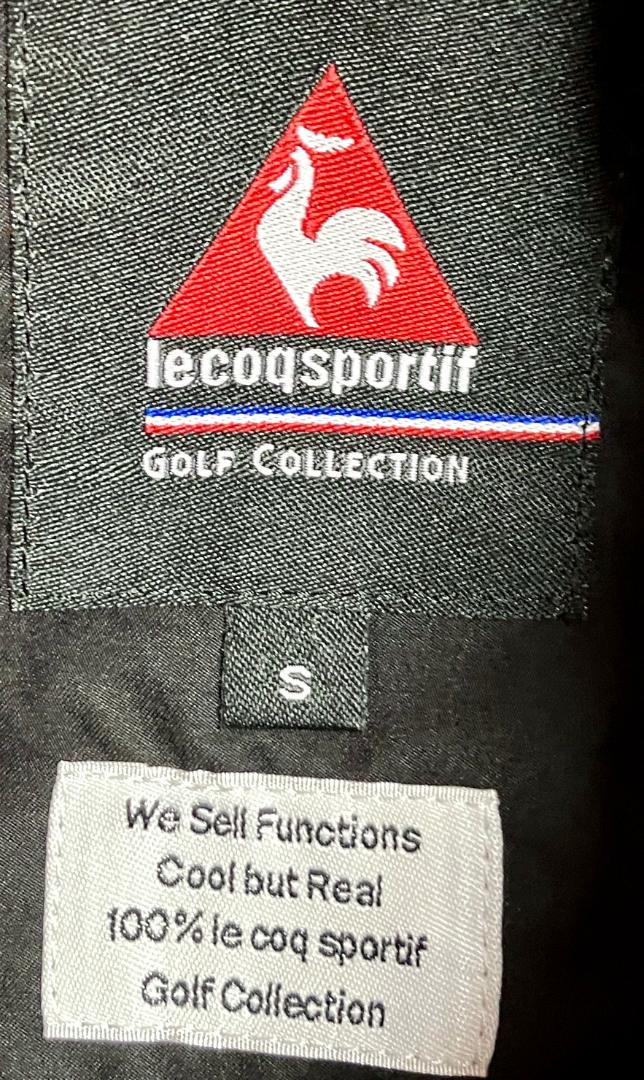 lecoqsportif
GOLF COLLECTION
S
We Sell Functions
Cool but Real
100% le coq sportif
Golf Collection